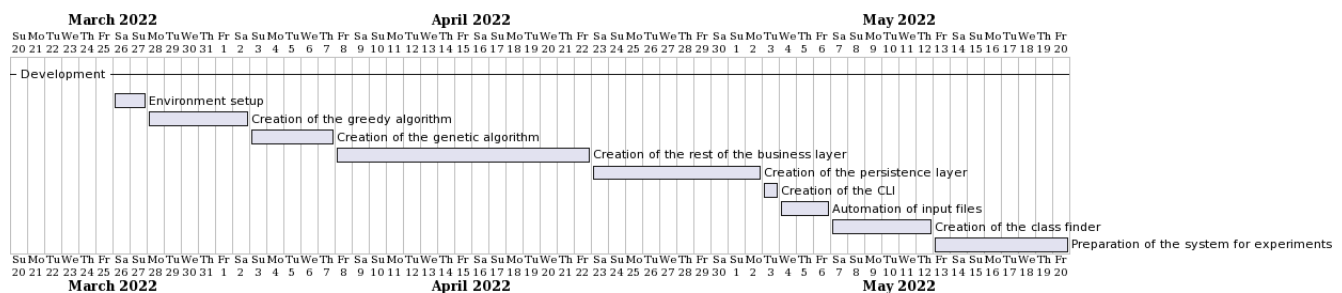 March 2022 April 2022 May 2022
Su Mo Tu We Th Fr Sa Su Mo Tu We Th Fr Sa Su Mo Tu We Th Fr Sa Su Mo Tu We Th Fr Sa Su Mo Tu We Th Fr Sa Su Mo Tu We Th Fr Sa Su Mo Tu We Th Fr Sa Su Mo Tu We Th Fr Sa Su Mo Tu We Th Fr
20 21 22 23 24 25 26 27 28 29 30 31 1 2 3 4 5 6 7 8 9 10 11 12 13 14 15 16 17 18 19 20 21 22 23 24 25 26 27 28 29 30 1 2 3 4 5 6 7 8 9 10 11 12 13 14 15 16 17 18 19 20
Development
Environment setup
Creation of the greedy algorithm
Creation of the genetic algorithm
Creation of the rest of the business layer
Creation of the persistence layer
Creation of the CLI
Automation of input files
Creation of the class finder
Preparation of the system for experiments
Su Mo Tu We Th Fr Sa Su Mo Tu We Th Fr Sa Su Mo Tu We Th Fr Sa Su Mo Tu We Th Fr Sa Su Mo Tu We Th Fr Sa Su Mo Tu We Th Fr Sa Su Mo Tu We Th Fr Sa Su Mo Tu We Th Fr Sa Su Mo Tu We Th Fr
20 21 22 23 24 25 26 27 28 29 30 31 1 2 3 4 5 6 7 8 9 10 11 12 13 14 15 16 17 18 19 20 21 22 23 24 25 26 27 28 29 30 1 2 3 4 5 6 7 8 9 10 11 12 13 14 15 16 17 18 19 20
March 2022 April 2022 May 2022